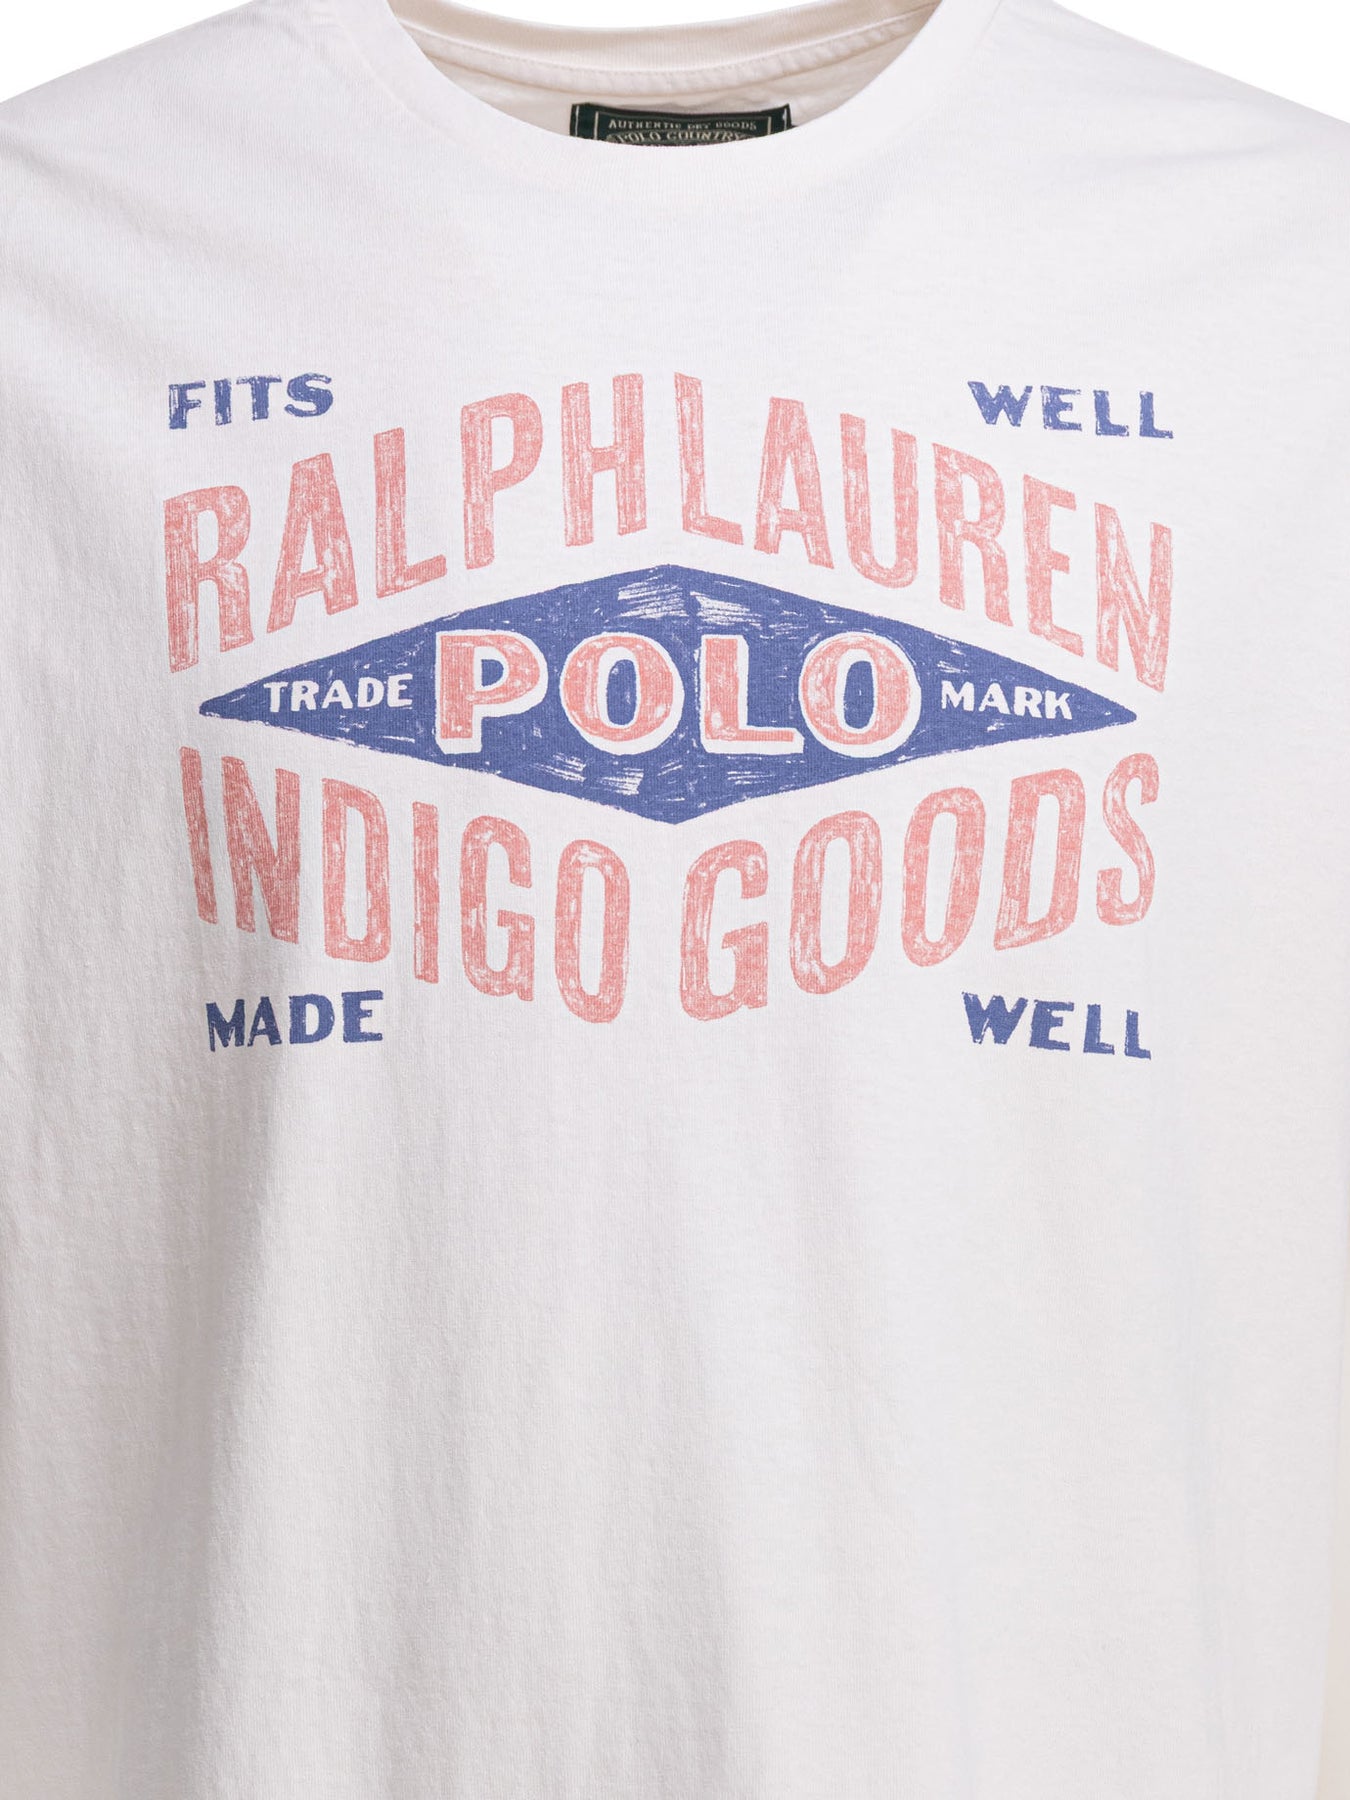 AUTHENTIC DRY GOODS
POLO COUNTRY
FITS WELL
RALPH LAUREN
TRADE POLO MARK
INDIGO GOODS
MADE WELL